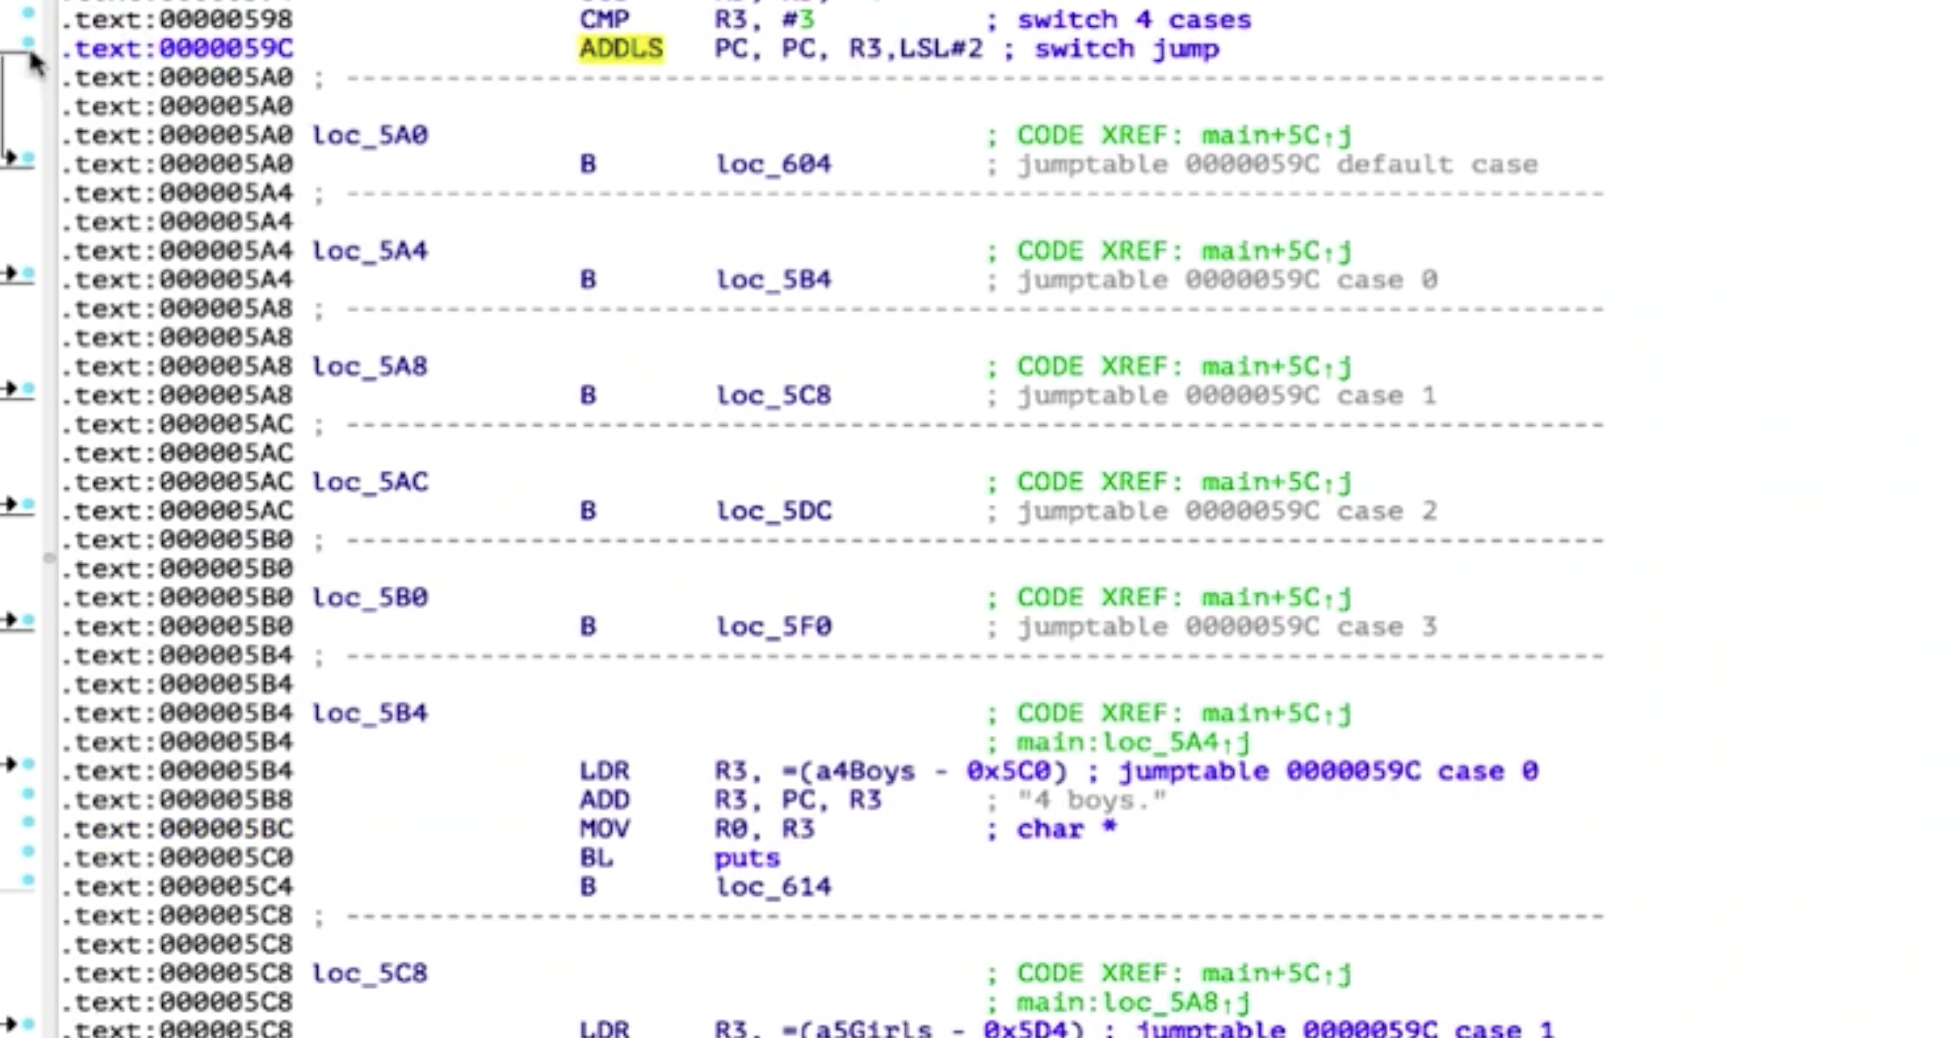 .text:00000598 CMP R3, #3 ; switch 4 cases
.text:0000059C ADDLS PC, PC, R3,LSL#2 ; switch jump
.text:000005A0 ; ------------------------------------------------------------------------------------------
.text:000005A0
.text:000005A0 loc_5A0 ; CODE XREF: main+5C↑j
.text:000005A0 B loc_604 ; jumptable 0000059C default case
.text:000005A4 ; ------------------------------------------------------------------------------------------
.text:000005A4
.text:000005A4 loc_5A4 ; CODE XREF: main+5C↑j
.text:000005A4 B loc_5B4 ; jumptable 0000059C case 0
.text:000005A8 ; ------------------------------------------------------------------------------------------
.text:000005A8
.text:000005A8 loc_5A8 ; CODE XREF: main+5C↑j
.text:000005A8 B loc_5C8 ; jumptable 0000059C case 1
.text:000005AC ; ------------------------------------------------------------------------------------------
.text:000005AC
.text:000005AC loc_5AC ; CODE XREF: main+5C↑j
.text:000005AC B loc_5DC ; jumptable 0000059C case 2
.text:000005B0 ; ------------------------------------------------------------------------------------------
.text:000005B0
.text:000005B0 loc_5B0 ; CODE XREF: main+5C↑j
.text:000005B0 B loc_5F0 ; jumptable 0000059C case 3
.text:000005B4 ; ------------------------------------------------------------------------------------------
.text:000005B4
.text:000005B4 loc_5B4 ; CODE XREF: main+5C↑j
.text:000005B4 ; main:loc_5A4↑j
.text:000005B4 LDR R3, =(a4Boys - 0x5C0) ; jumptable 0000059C case 0
.text:000005B8 ADD R3, PC, R3 ; "4 boys."
.text:000005BC MOV R0, R3 ; char *
.text:000005C0 BL puts
.text:000005C4 B loc_614
.text:000005C8 ; ------------------------------------------------------------------------------------------
.text:000005C8
.text:000005C8 loc_5C8 ; CODE XREF: main+5C↑j
.text:000005C8 ; main:loc_5A8↑j
.text:000005C8 LDR R3, =(a5Girls - 0x5D4) ; jumptable 0000059C case 1